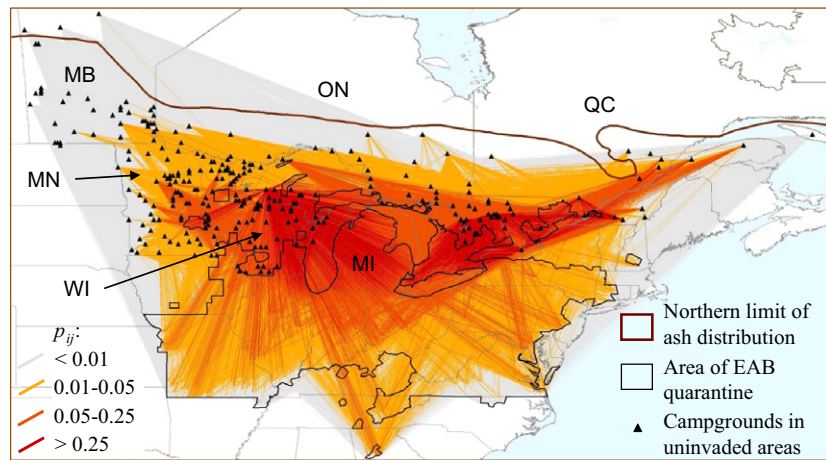 MB
ON
QC
MN
WI
MI
p_ij:
< 0.01
0.01-0.05
0.05-0.25
> 0.25
Northern limit of
ash distribution
Area of EAB
quarantine
Campgrounds in
uninvaded areas